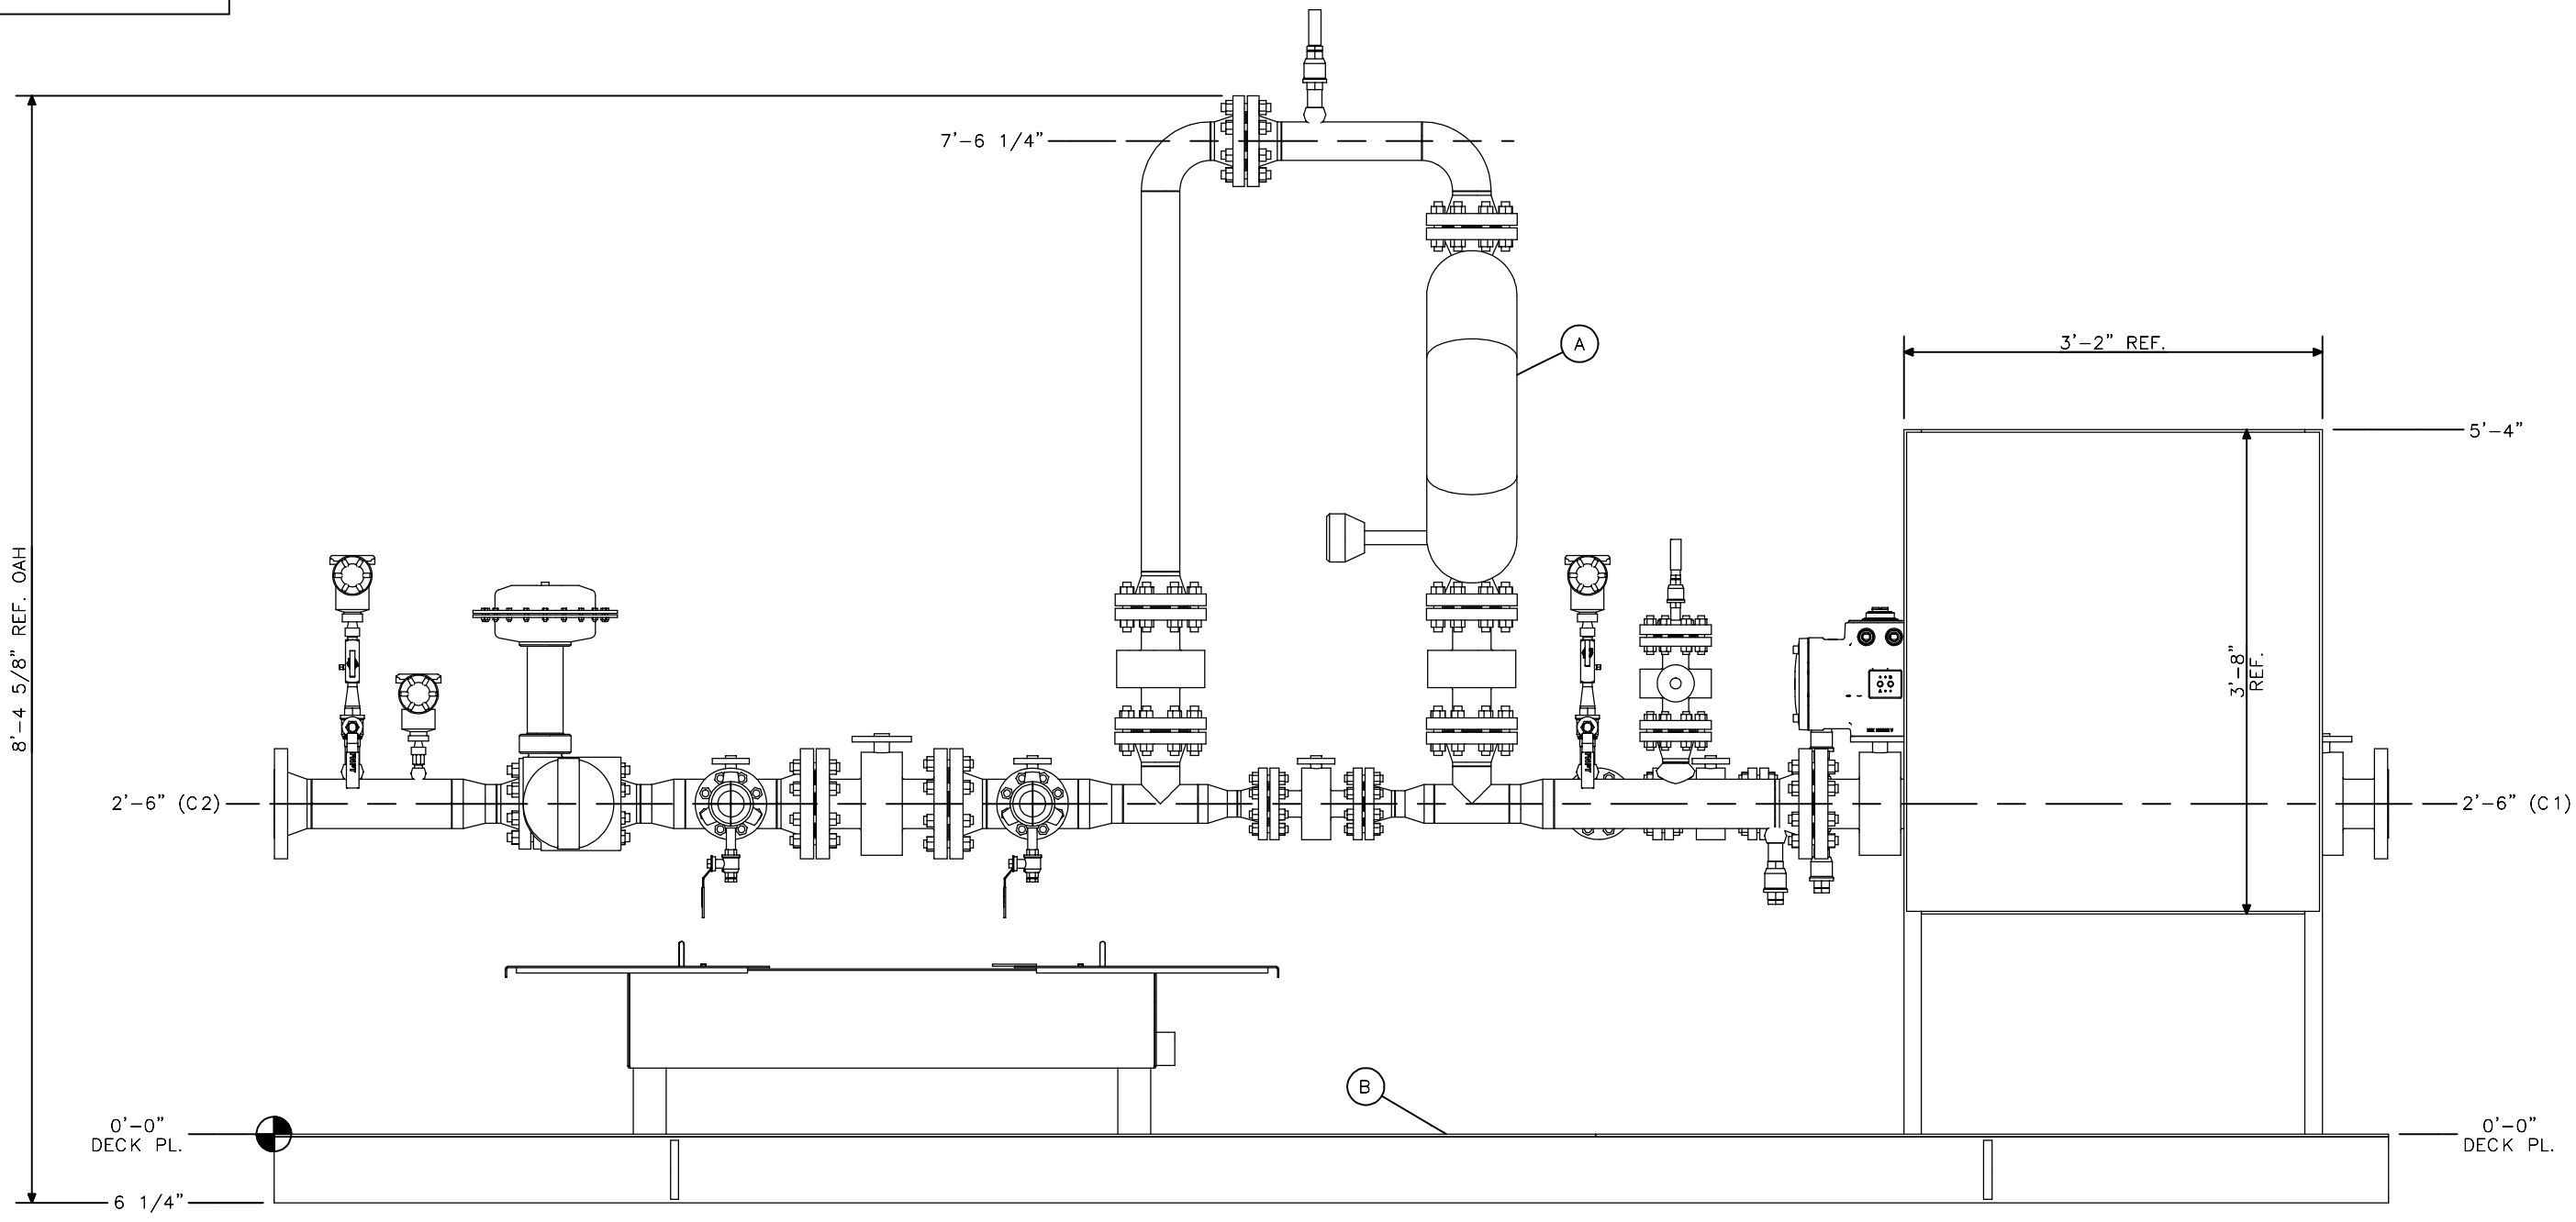 7'-6 1/4"
A
3'-2" REF.
5'-4"
8'-4 5/8" REF. OAH
3'-8"
REF.
2'-6" (C2)
2'-6" (C1)
B
0'-0"
DECK PL.
0'-0"
DECK PL.
6 1/4"